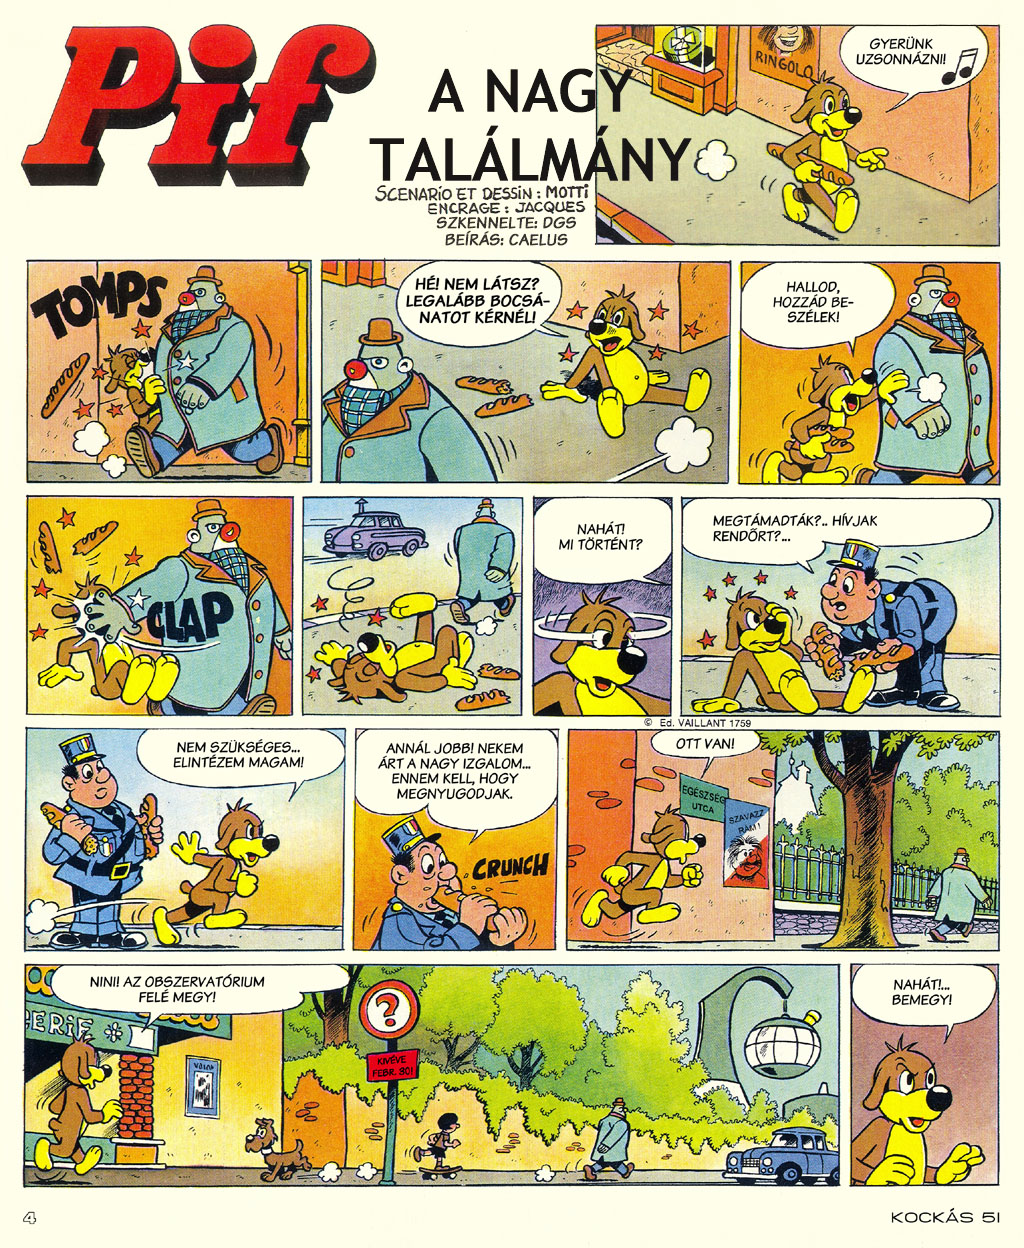 Pif
A NAGY
TALÁLMÁNY
SCENARIO ET DESSIN : MOTTI
ENCRAGE : JACQUES
SZKENNELTE: DGS
BEÍRÁS: CAELUS
RINGOLO
GYERÜNK
UZSONNÁZNI!
TOMPS
HÉ! NEM LÁTSZ?
LEGALÁBB BOCSÁ-
NATOT KÉRNÉL!
HALLOD,
HOZZÁD BE-
SZÉLEK!
CLAP
NAHÁT!
MI TÖRTÉNT?
MEGTÁMADTÁK?.. HÍVJAK
RENDŐRT?...
© Ed. VAILLANT 1759
NEM SZÜKSÉGES...
ELINTÉZEM MAGAM!
ANNÁL JOBB! NEKEM
ÁRT A NAGY IZGALOM...
ENNEM KELL, HOGY
MEGNYUGODJAK.
CRUNCH
OTT VAN!
EGÉSZSÉG
UTCA
SZAVAZZ
RÁM!
NINI! AZ OBSZERVATÓRIUM
FELÉ MEGY!
ERIE
?
KIVÉVE
FEBR. 30!
NAHÁT!...
BEMEGY!
4
KOCKÁS 51